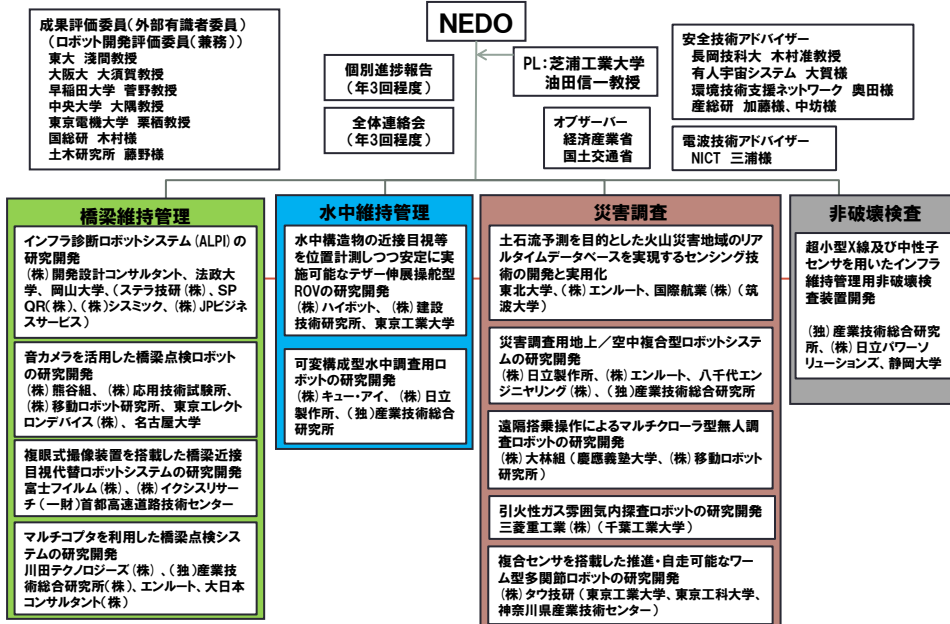 NEDO
成果評価委員(外部有識者委員)
(ロボット開発評価委員(兼務))
東大 淺間教授
大阪大 大須賀教授
早稲田大学 菅野教授
中央大学 大隅教授
東京電機大学 栗栖教授
国総研 木村様
土木研究所 藤野様
個別進捗報告
(年3回程度)
全体連絡会
(年3回程度)
PL:芝浦工業大学
油田信一教授
オブザーバー
経済産業省
国土交通省
安全技術アドバイザー
長岡技科大 木村准教授
有人宇宙システム 大賀様
環境技術支援ネットワーク 奥田様
産総研 加藤様、中坊様
電波技術アドバイザー
NICT 三浦様
橋梁維持管理
インフラ診断ロボットシステム(ALPI)の
研究開発
(株)開発設計コンサルタント、法政大
学、岡山大学、(ステラ技研(株)、SP
QR(株)、(株)シスミック、(株)JPビジネ
スサービス)
音カメラを活用した橋梁点検ロボット
の研究開発
(株)熊谷組、(株)応用技術試験所、
(株)移動ロボット研究所、東京エレクト
ロンデバイス(株)、名古屋大学
複眼式撮像装置を搭載した橋梁近接
目視代替ロボットシステムの研究開発
富士フイルム(株)、(株)イクシスリサー
チ(一財)首都高速道路技術センター
マルチコプタを利用した橋梁点検シス
テムの研究開発
川田テクノロジーズ(株)、(独)産業技
術総合研究所(株)、エンルート、大日本
コンサルタント(株)
水中維持管理
水中構造物の近接目視等
を位置計測しつつ安定に実
施可能なテザー伸展操舵型
ROVの研究開発
(株)ハイボット、(株)建設
技術研究所、東京工業大学
可変構成型水中調査用ロ
ボットの研究開発
(株)キュー・アイ、(株)日立
製作所、(独)産業技術総合
研究所
災害調査
土石流予測を目的とした火山災害地域のリア
ルタイムデータベースを実現するセンシング技
術の開発と実用化
東北大学、(株)エンルート、国際航業(株)(筑
波大学)
災害調査用地上/空中複合型ロボットシステ
ムの研究開発
(株)日立製作所、(株)エンルート、八千代エン
ジニヤリング(株)、(独)産業技術総合研究所
遠隔搭乗操作によるマルチクローラ型無人調
査ロボットの研究開発
(株)大林組(慶應義塾大学、(株)移動ロボット
研究所)
引火性ガス雰囲気内探査ロボットの研究開発
三菱重工業(株)(千葉工業大学)
複合センサを搭載した推進・自走可能なワー
ム型多関節ロボットの研究開発
(株)タウ技研(東京工業大学、東京工科大学、
神奈川県産業技術センター)
非破壊検査
超小型X線及び中性子
センサを用いたインフラ
維持管理用非破壊検
査装置開発
(独)産業技術総合研究
所、(株)日立パワーソ
リューションズ、静岡大学